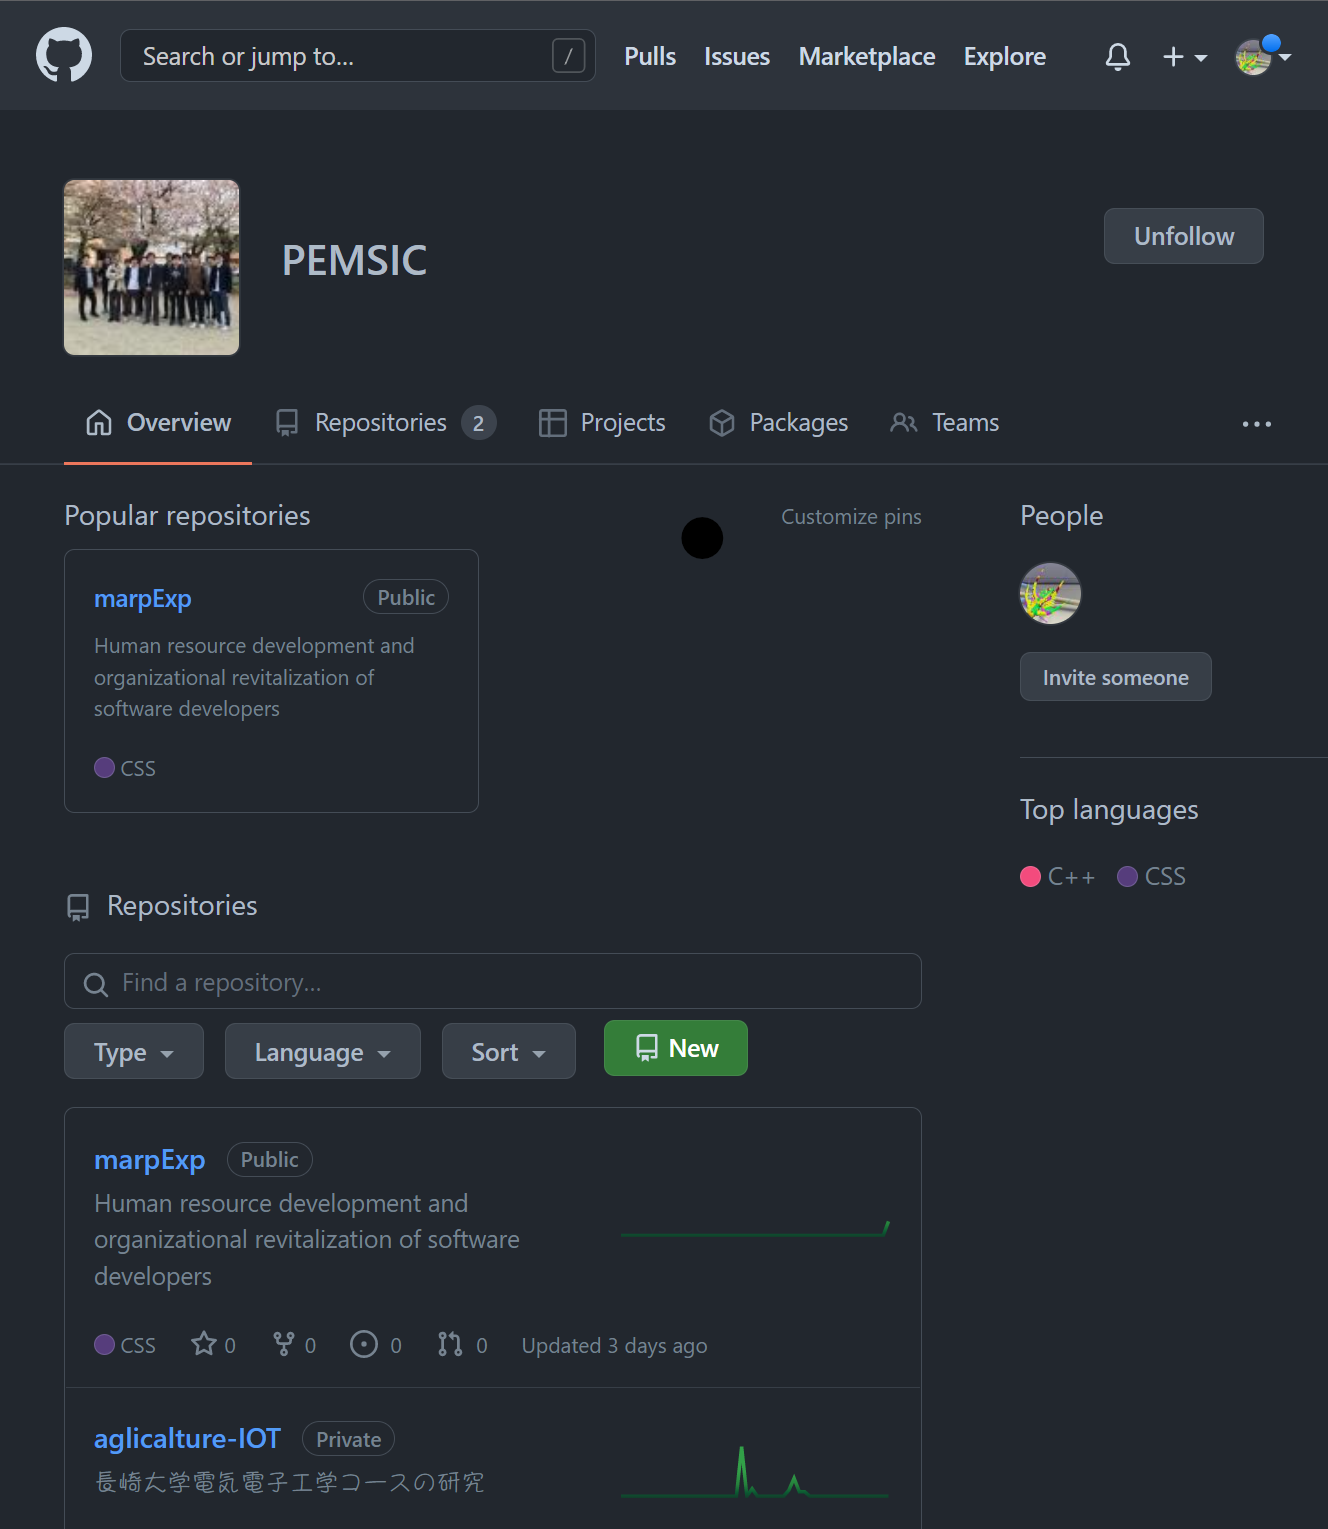 Search or jump to... / Pulls Issues Marketplace Explore
PEMSIC
Unfollow
Overview Repositories 2 Projects Packages Teams
Popular repositories
Customize pins
marpExp Public
Human resource development and
organizational revitalization of
software developers
CSS
People
Invite someone
Top languages
C++ CSS
Repositories
Find a repository...
Type Language Sort New
marpExp Public
Human resource development and
organizational revitalization of software
developers
CSS 0 0 0 0 Updated 3 days ago
aglicalture-IOT Private
長崎大学電気電子工学コースの研究